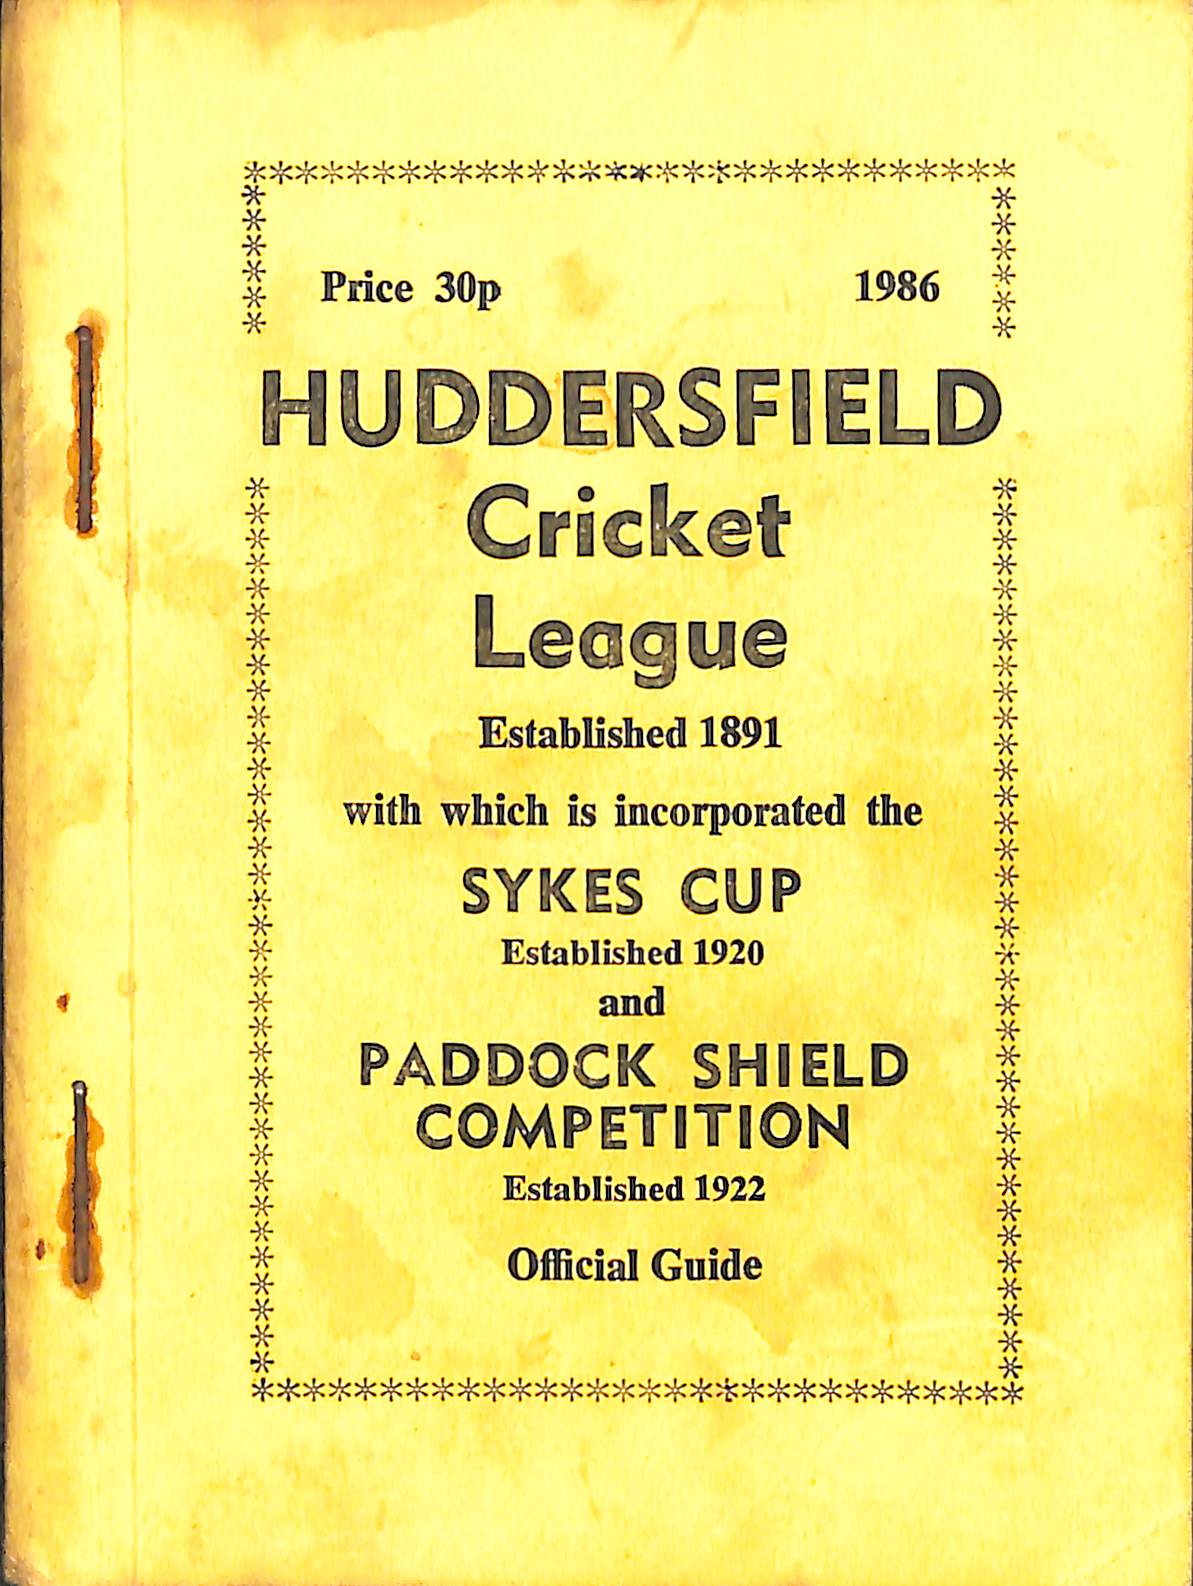 Price 30p 1986
HUDDERSFIELD
Cricket
League
Established 1891
with which is incorporated the
SYKES CUP
Established 1920
and
PADDOCK SHIELD
COMPETITION
Established 1922
Official Guide